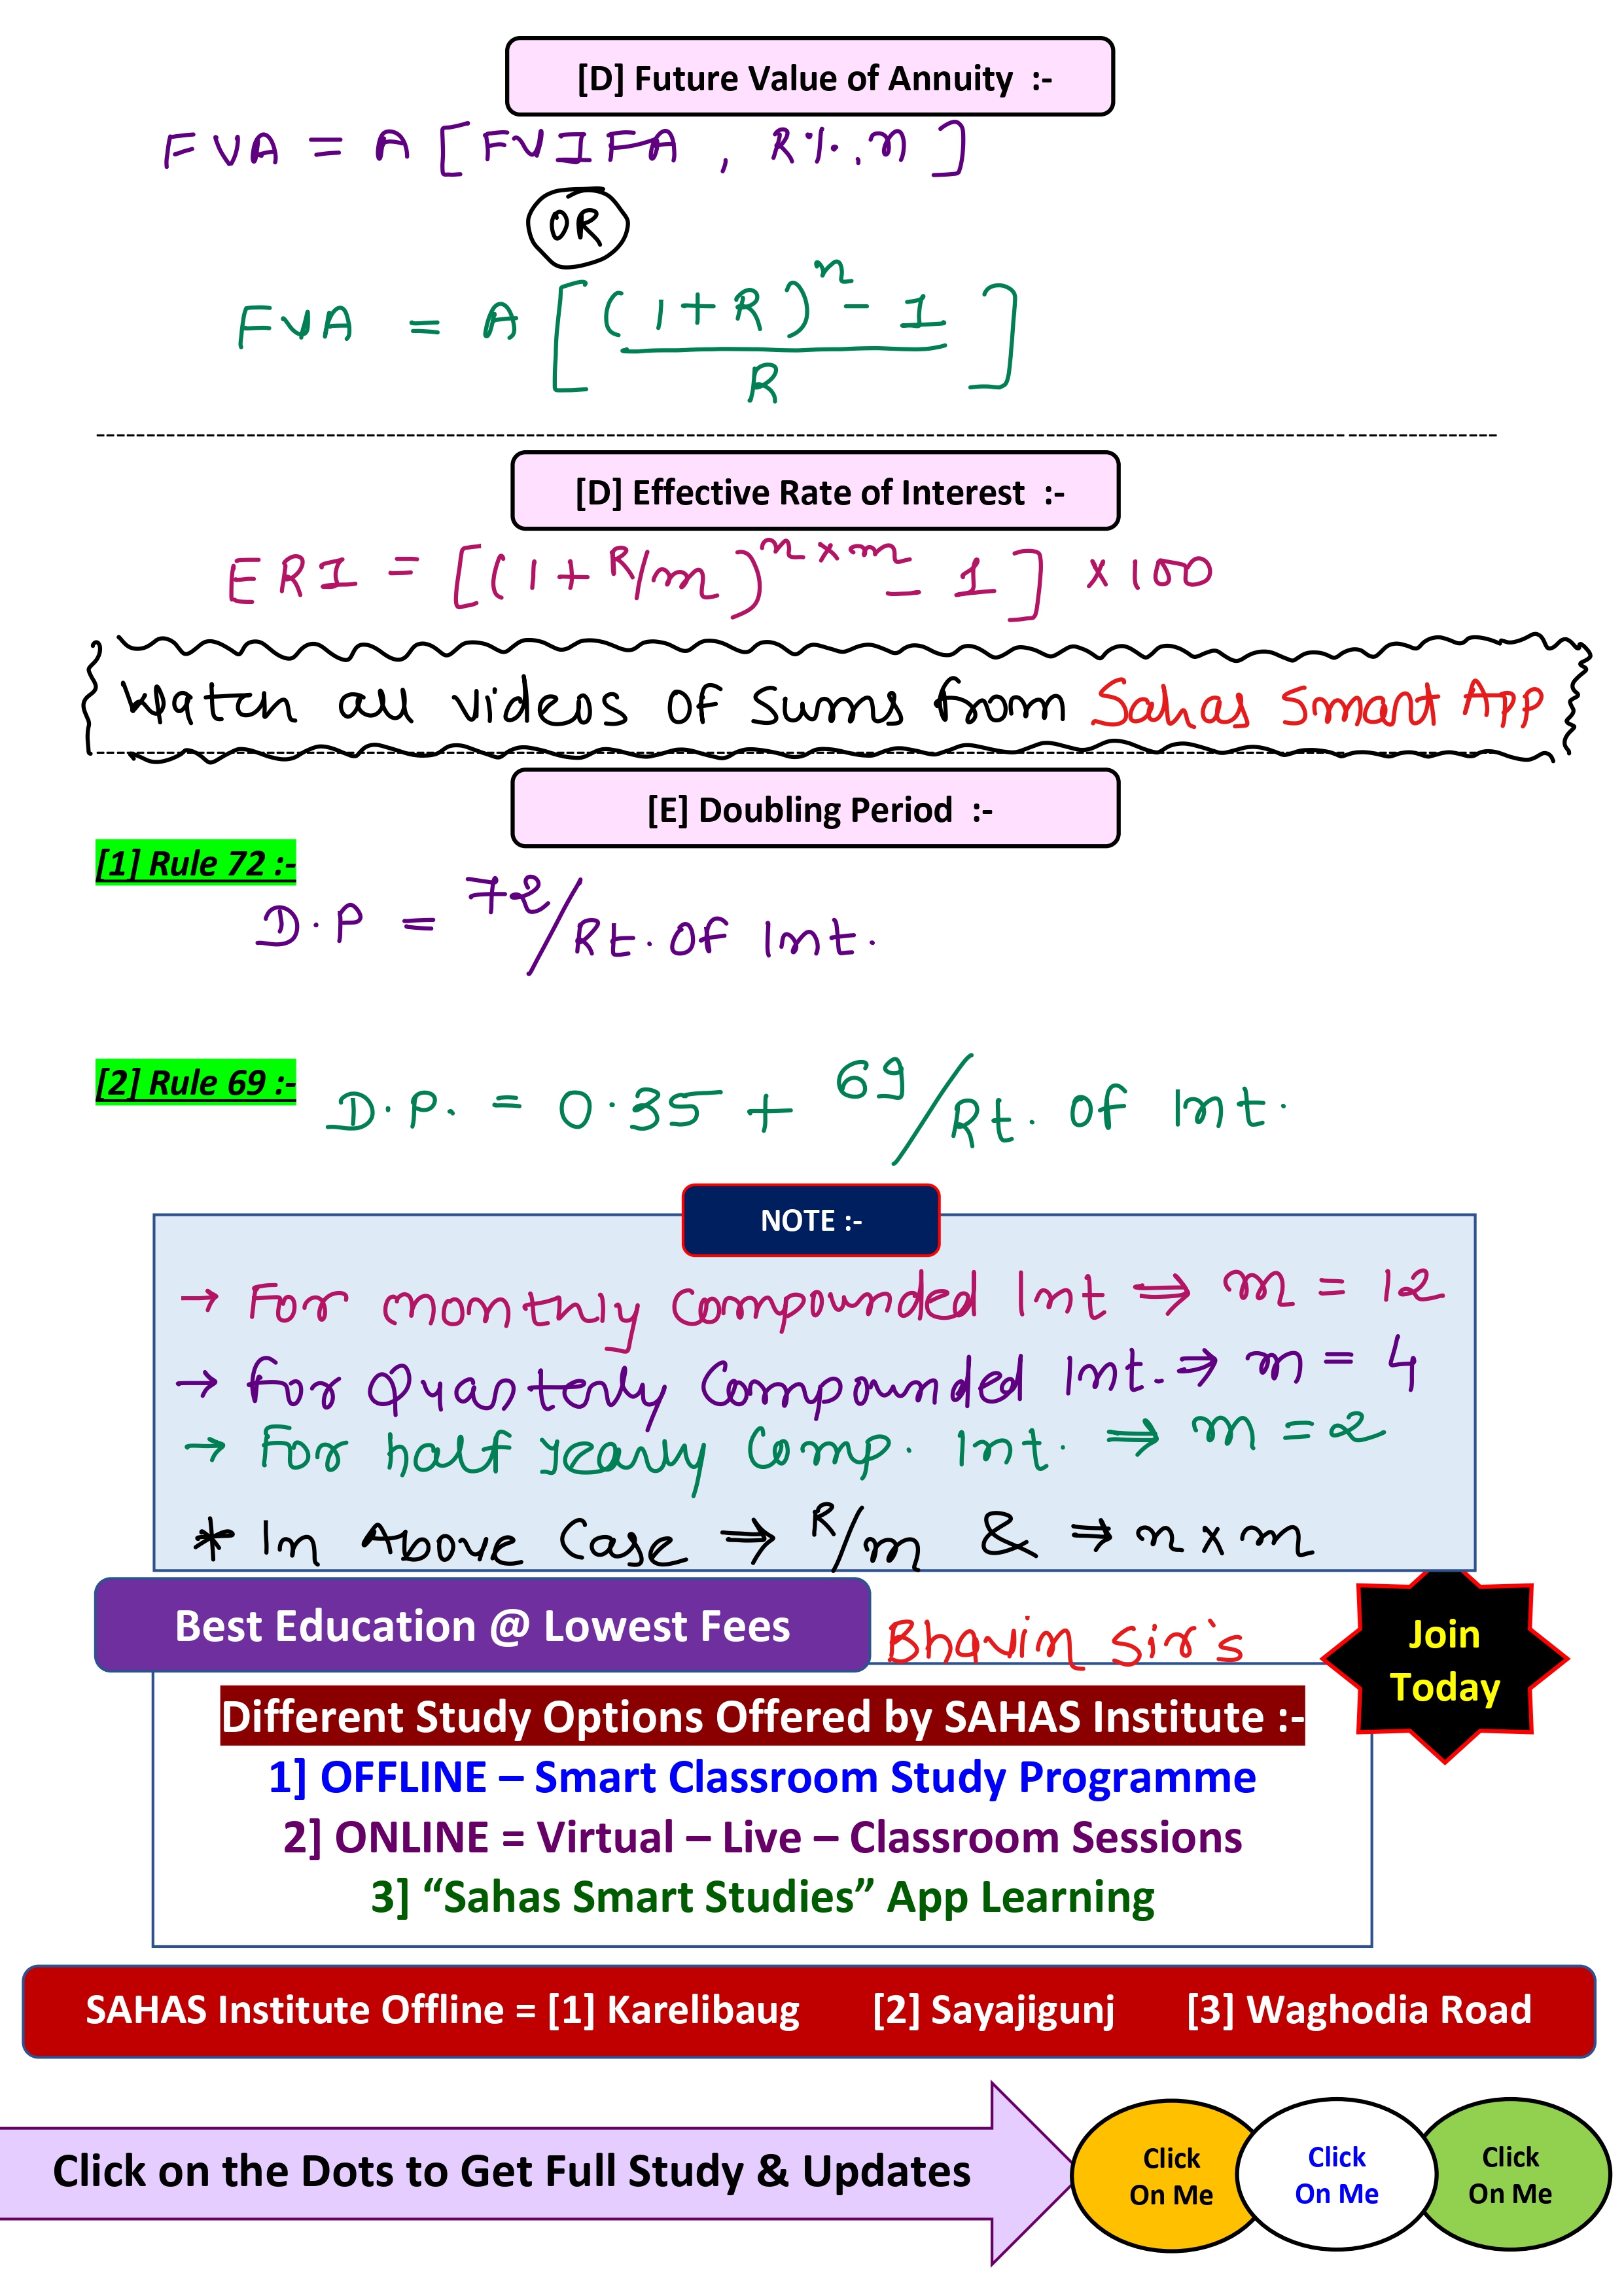 [D] Future Value of Annuity :-
FVA = A [FVIFA , R%, n]
OR
FVA = A [ (1+R)^n - 1 / R ]
[D] Effective Rate of Interest :-
ERI = [(1 + R/m)^n×m - 1] × 100
Watch all videos of sums from Sahas Smart App
[E] Doubling Period :-
[1] Rule 72 :-
D.P = 72/Rt. of Int.
[2] Rule 69 :- D.P. = 0.35 + 69/Rt. of Int.
NOTE :-
→ For monthly compounded Int ⇒ m = 12
→ for Quarterly compounded Int. ⇒ m = 4
→ For half yearly Comp. Int. ⇒ m = 2
* In Above Case ⇒ R/m & ⇒ n × m
Best Education @ Lowest Fees
Bhavin Sir's
Join
Today
Different Study Options Offered by SAHAS Institute :-
1] OFFLINE – Smart Classroom Study Programme
2] ONLINE = Virtual – Live – Classroom Sessions
3] “Sahas Smart Studies” App Learning
SAHAS Institute Offline = [1] Karelibaug [2] Sayajigunj [3] Waghodia Road
Click on the Dots to Get Full Study & Updates
Click
On Me
Click
On Me
Click
On Me